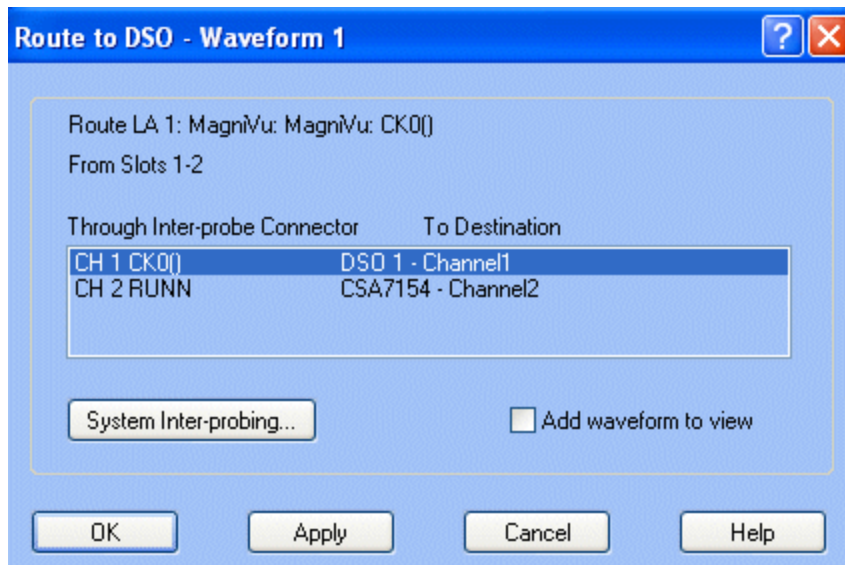 Route to DSO - Waveform 1
?
Route LA 1: MagniVu: MagniVu: CK0()
From Slots 1-2
Through Inter-probe Connector To Destination
CH 1 CK0() DSO 1 - Channel1
CH 2 RUNN CSA7154 - Channel2
System Inter-probing... Add waveform to view
OK Apply Cancel Help